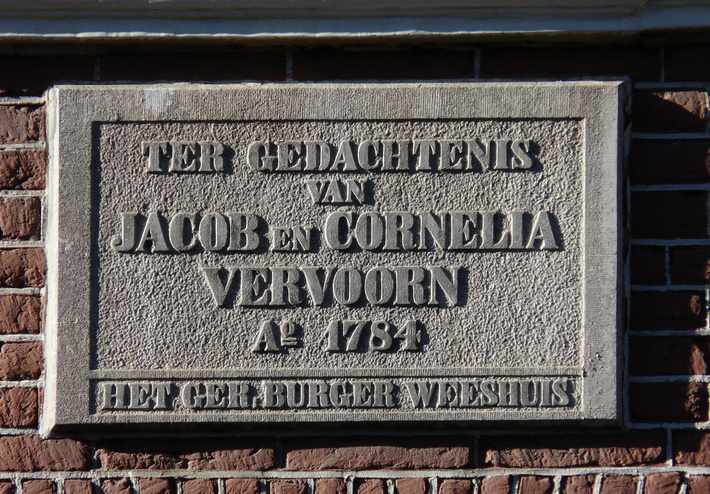 TER GEDACHTENIS
VAN
JACOB EN CORNELIA
VERVOORN
Aº 1784
HET GER. BURGER WEESHUIS